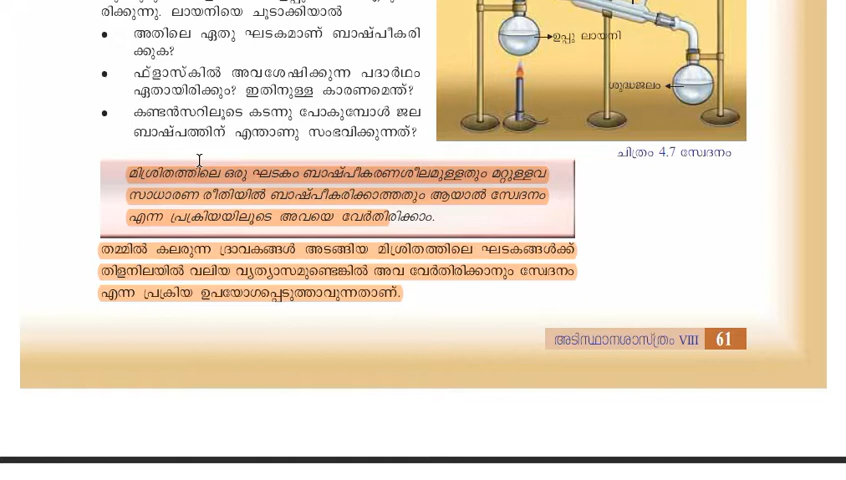 രിക്കുന്നു. ലായനിയെ ചൂടാക്കിയാൽ
• അതിലെ ഏതു ഘടകമാണ് ബാഷ്പീകരി
ക്കുക?
• ഫ്ളാസ്കിൽ അവശേഷിക്കുന്ന പദാർഥം
ഏതായിരിക്കും? ഇതിനുള്ള കാരണമെന്ത്?
• കണ്ടൻസറിലൂടെ കടന്നു പോകുമ്പോൾ ജല
ബാഷ്പത്തിന് എന്താണു സംഭവിക്കുന്നത്?
ഉപ്പു ലായനി
ശുദ്ധജലം
ചിത്രം 4.7 സ്വേദനം
മിശ്രിതത്തിലെ ഒരു ഘടകം ബാഷ്പീകരണശീലമുള്ളതും മറ്റുള്ളവ
സാധാരണ രീതിയിൽ ബാഷ്പീകരിക്കാത്തതും ആയാൽ സ്വേദനം
എന്ന പ്രക്രിയയിലൂടെ അവയെ വേർതിരിക്കാം.
തമ്മിൽ കലരുന്ന ദ്രാവകങ്ങൾ അടങ്ങിയ മിശ്രിതത്തിലെ ഘടകങ്ങൾക്ക്
തിളനിലയിൽ വലിയ വ്യത്യാസമുണ്ടെങ്കിൽ അവ വേർതിരിക്കാനും സ്വേദനം
എന്ന പ്രക്രിയ ഉപയോഗപ്പെടുത്താവുന്നതാണ്.
അടിസ്ഥാനശാസ്ത്രം VIII 61